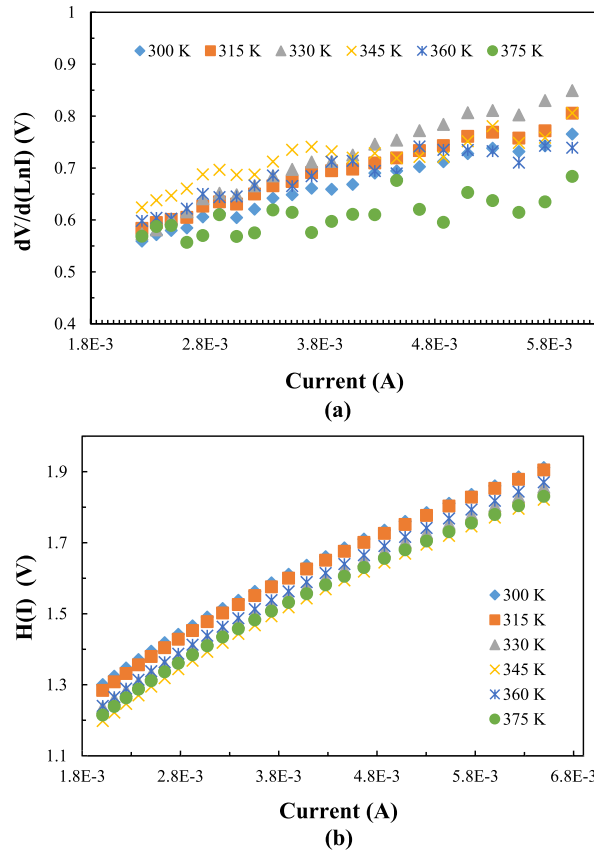 1
300 K 315 K 330 K 345 K 360 K 375 K
0.9
0.8
0.7
0.6
0.5
0.4
dV/d(LnI) (V)
1.8E-3 2.8E-3 3.8E-3 4.8E-3 5.8E-3
Current (A)
(a)
1.9
1.7
1.5
1.3
1.1
H(I) (V)
300 K
315 K
330 K
345 K
360 K
375 K
1.8E-3 2.8E-3 3.8E-3 4.8E-3 5.8E-3 6.8E-3
Current (A)
(b)